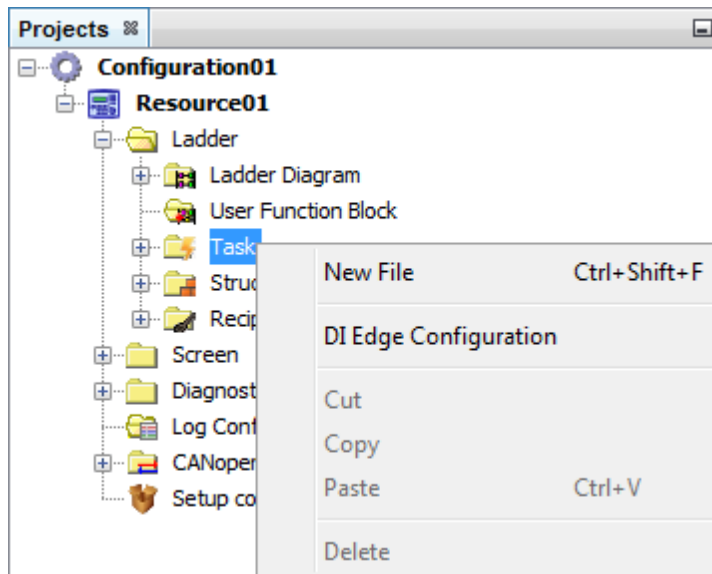 Projects
Configuration01
Resource01
Ladder
Ladder Diagram
User Function Block
Task
New File Ctrl+Shift+F
Struc
DI Edge Configuration
Recip
Screen
Diagnost
Cut
Log Conf
Copy
CANoper
Paste Ctrl+V
Setup co
Delete